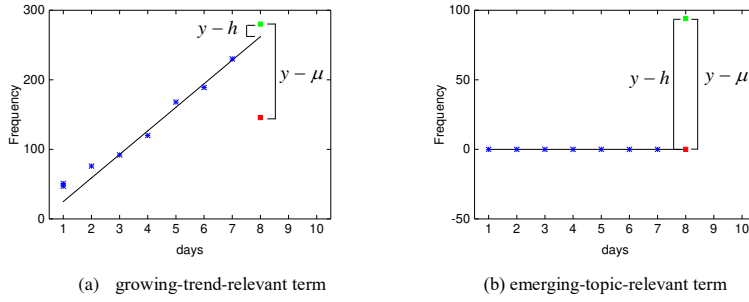 300
200
100
0
Frequency
1 2 3 4 5 6 7 8 9 10
days
y − h
y − μ
(a) growing-trend-relevant term
100
50
0
-50
Frequency
1 2 3 4 5 6 7 8 9 10
days
y − h
y − μ
(b) emerging-topic-relevant term